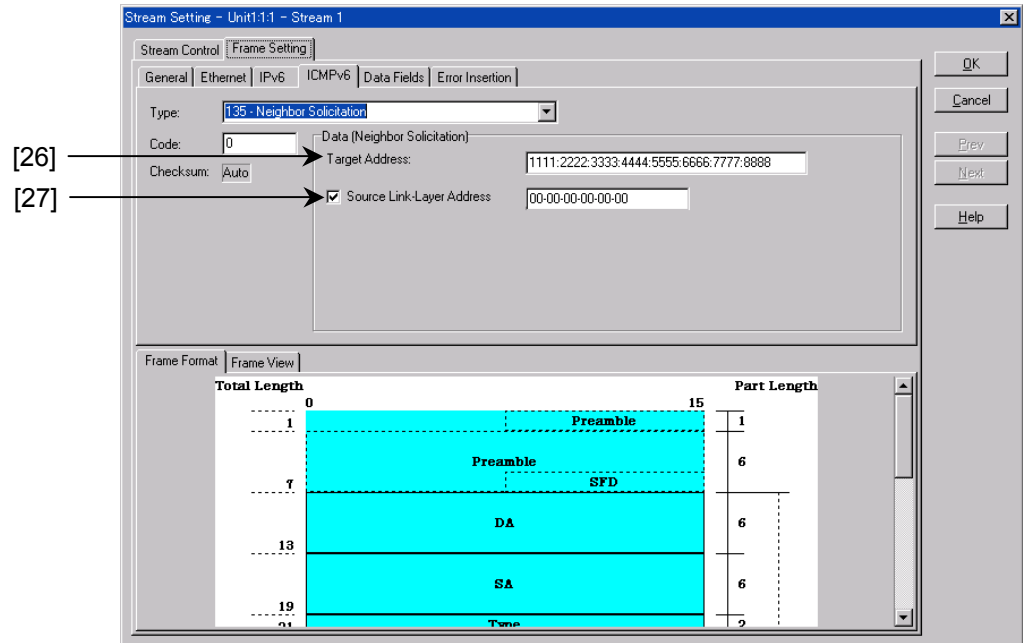 Stream Setting - Unit1:1:1 - Stream 1
Stream Control Frame Setting
General Ethernet IPv6 ICMPv6 Data Fields Error Insertion
OK
Cancel
Prev
Next
Help
Type: 135 - Neighbor Solicitation
Code: 0
Checksum: Auto
Data (Neighbor Solicitation)
[26] Target Address: 1111:2222:3333:4444:5555:6666:7777:8888
[27] Source Link-Layer Address 00-00-00-00-00-00
Frame Format Frame View
Total Length Part Length
0 15
1 Preamble 1
Preamble 6
7 SFD
DA 6
13
SA 6
19
21 Type 2